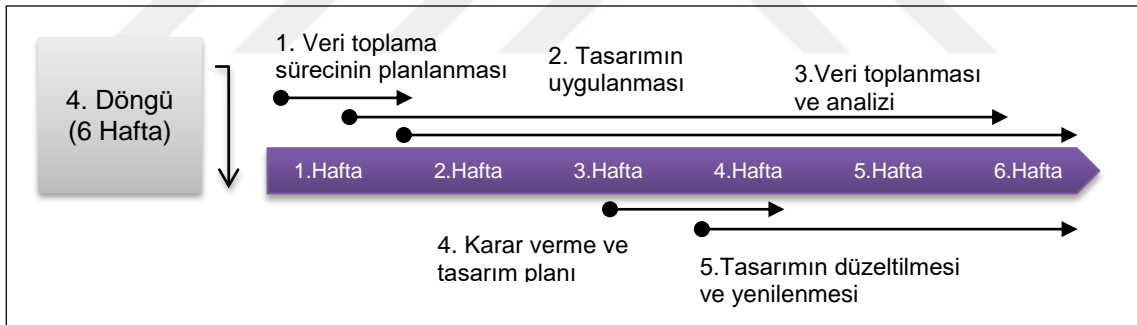 4. Döngü
(6 Hafta)
1. Veri toplama
sürecinin planlanması
2. Tasarımın
uygulanması
3.Veri toplanması
ve analizi
1.Hafta
2.Hafta
3.Hafta
4.Hafta
5.Hafta
6.Hafta
4. Karar verme ve
tasarım planı
5.Tasarımın düzeltilmesi
ve yenilenmesi